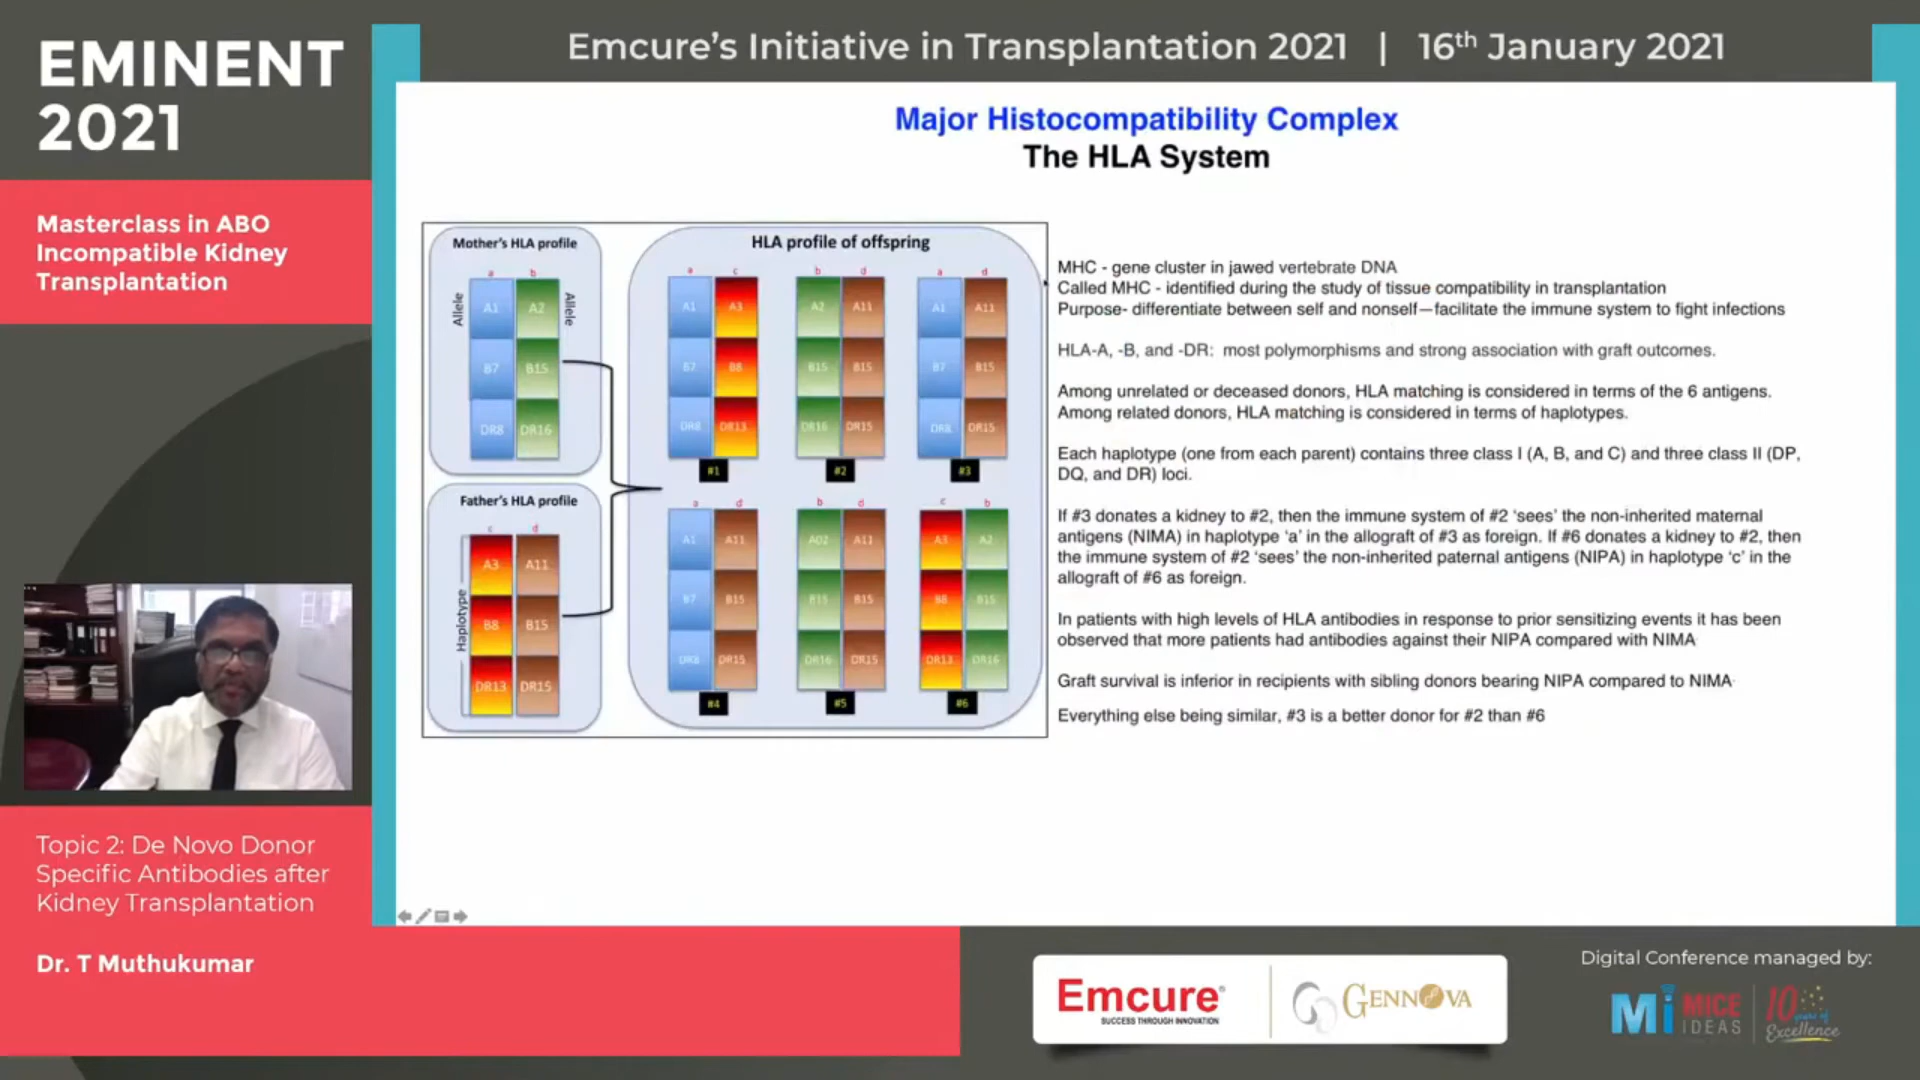 EMINENT
2021
Emcure's Initiative in Transplantation 2021 | 16th January 2021
Masterclass in ABO
Incompatible Kidney
Transplantation
Major Histocompatibility Complex
The HLA System
Mother's HLA profile
a b
Allele A1 A2 Allele
B7 B15
DR8 DR16
Father's HLA profile
c d
Haplotype
A3 A11
B8 B15
DR13 DR15
HLA profile of offspring
a c b d a d
A1 A3 A2 A11 A1 A11
B7 B8 B15 B15 B7 B15
DR8 DR13 DR16 DR15 DR8 DR15
#1 #2 #3
a d b d c b
A1 A11 A02 A11 A3 A2
B7 B15 B15 B15 B8 B15
DR8 DR15 DR16 DR15 DR13 DR16
#4 #5 #6
MHC - gene cluster in jawed vertebrate DNA
Called MHC - identified during the study of tissue compatibility in transplantation
Purpose- differentiate between self and nonself—facilitate the immune system to fight infections
HLA-A, -B, and -DR: most polymorphisms and strong association with graft outcomes.
Among unrelated or deceased donors, HLA matching is considered in terms of the 6 antigens.
Among related donors, HLA matching is considered in terms of haplotypes.
Each haplotype (one from each parent) contains three class I (A, B, and C) and three class II (DP,
DQ, and DR) loci.
If #3 donates a kidney to #2, then the immune system of #2 'sees' the non-inherited maternal
antigens (NIMA) in haplotype 'a' in the allograft of #3 as foreign. If #6 donates a kidney to #2, then
the immune system of #2 'sees' the non-inherited paternal antigens (NIPA) in haplotype 'c' in the
allograft of #6 as foreign.
In patients with high levels of HLA antibodies in response to prior sensitizing events it has been
observed that more patients had antibodies against their NIPA compared with NIMA
Graft survival is inferior in recipients with sibling donors bearing NIPA compared to NIMA
Everything else being similar, #3 is a better donor for #2 than #6
Topic 2: De Novo Donor
Specific Antibodies after
Kidney Transplantation
Dr. T Muthukumar
Emcure®
SUCCESS THROUGH INNOVATION
GENNOVA
Digital Conference managed by:
Mi MICE
IDEAS
10
years of
Excellence